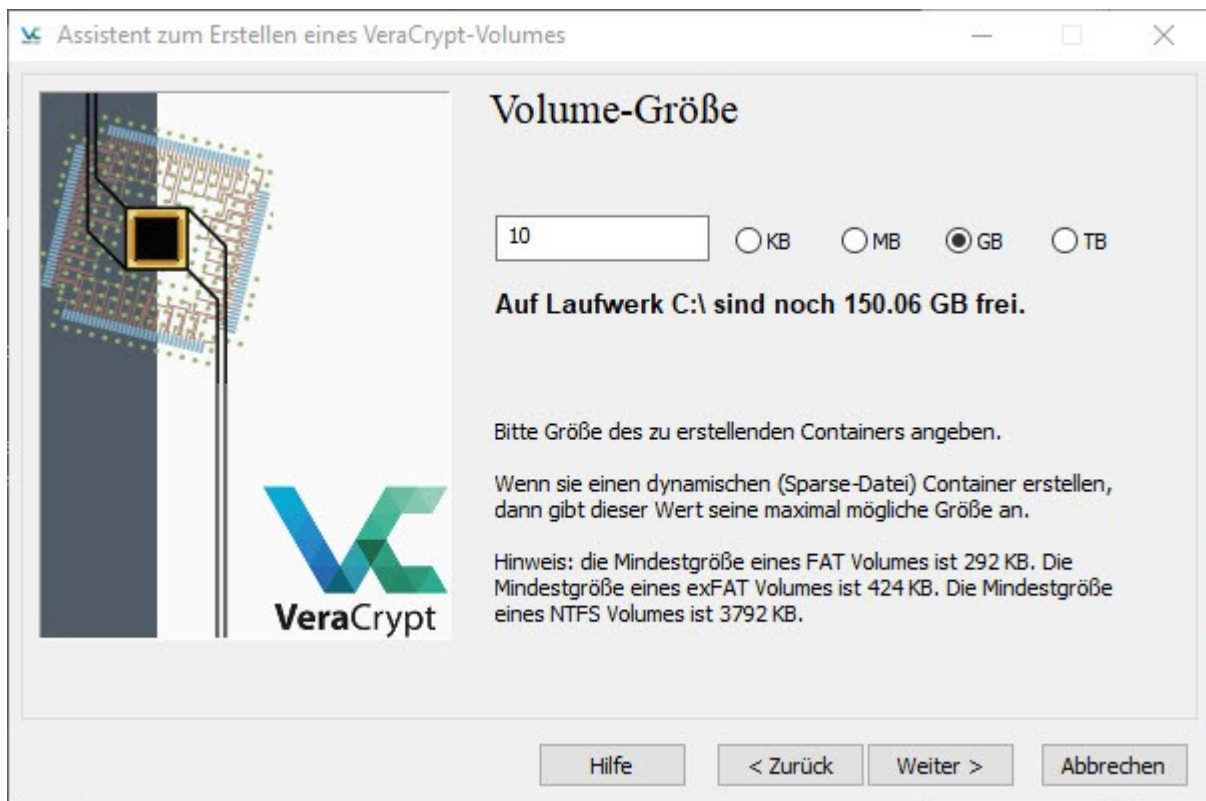 Assistent zum Erstellen eines VeraCrypt-Volumes
Volume-Größe
10
KB MB GB TB
Auf Laufwerk C:\ sind noch 150.06 GB frei.
Bitte Größe des zu erstellenden Containers angeben.
Wenn sie einen dynamischen (Sparse-Datei) Container erstellen,
dann gibt dieser Wert seine maximal mögliche Größe an.
Hinweis: die Mindestgröße eines FAT Volumes ist 292 KB. Die
Mindestgröße eines exFAT Volumes ist 424 KB. Die Mindestgröße
eines NTFS Volumes ist 3792 KB.
VeraCrypt
Hilfe < Zurück Weiter > Abbrechen